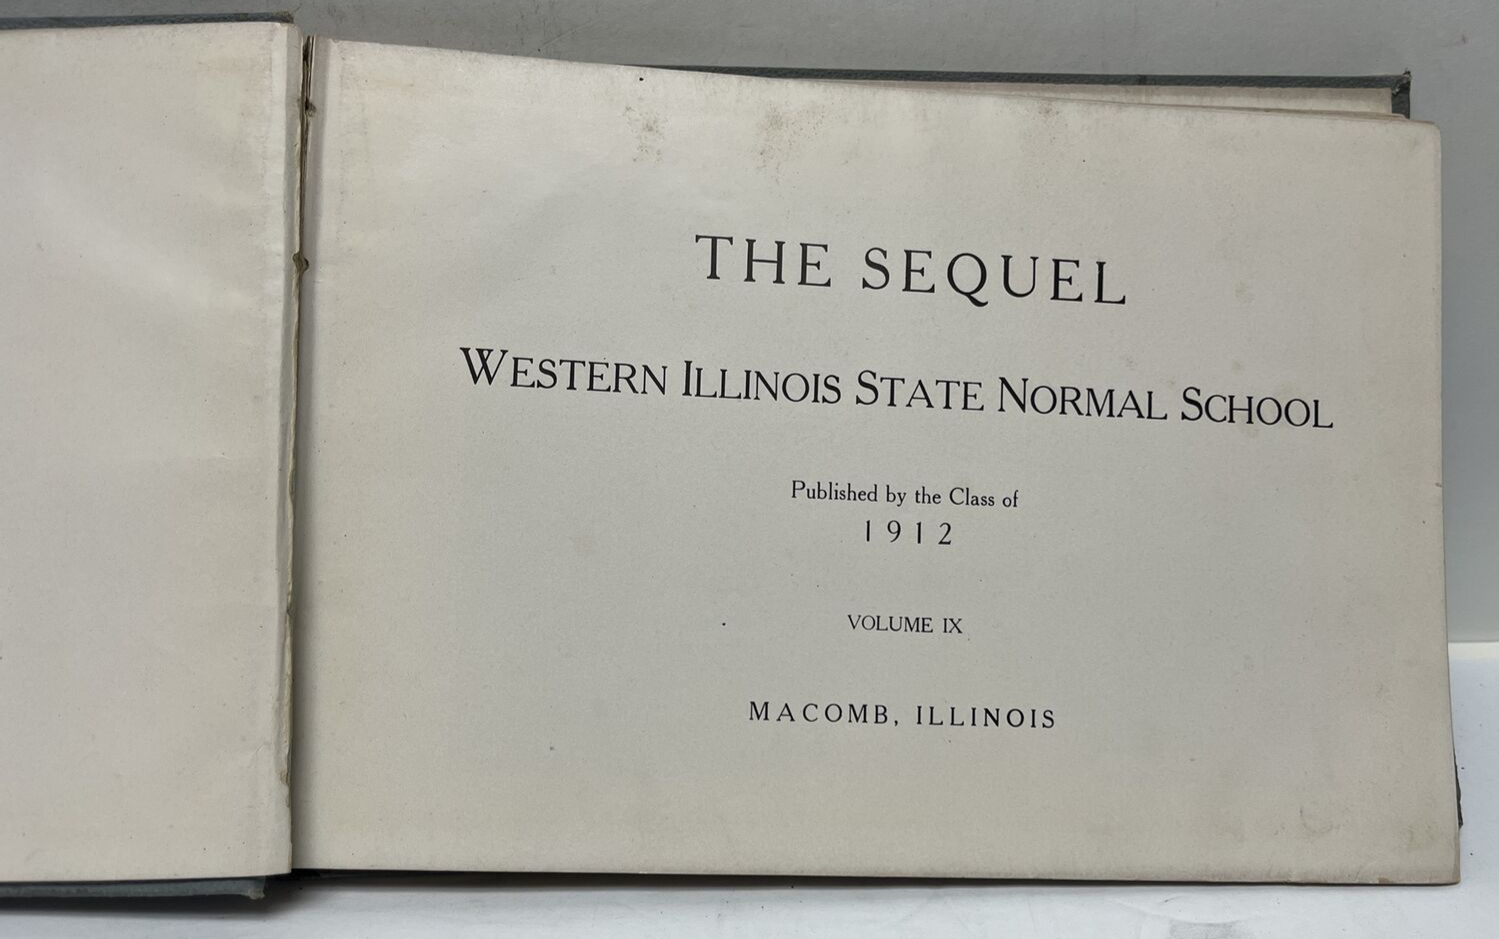 THE SEQUEL
WESTERN ILLINOIS STATE NORMAL SCHOOL
Published by the Class of
1912
VOLUME IX
MACOMB, ILLINOIS